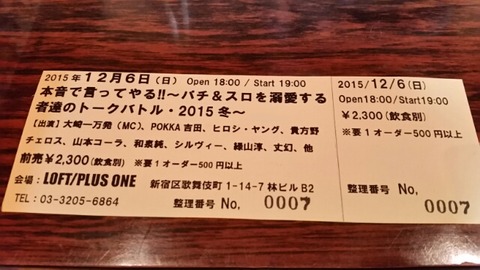 2015年12月6日(日) Open 18:00 / Start 19:00
本音で言ってやる!!〜パチ&スロを溺愛する
者達のトークバトル・2015冬〜
【出演】大崎一万発(MC)、POKKA吉田、ヒロシ・ヤング、貴方野
チェロス、山本コーラ、和泉純、シルヴィー、緑山淳、丈幻、他
前売¥2,300(飲食別) ※要1オーダー500円以上
会場:LOFT/PLUS ONE 新宿区歌舞伎町1-14-7林ビルB2
TEL:03-3205-6864 整理番号 No, 0007
2015/12/6(日)
Open18:00/Start19:00
¥2,300(飲食別)
※要1オーダー500円以上
整理番号 No,
0007